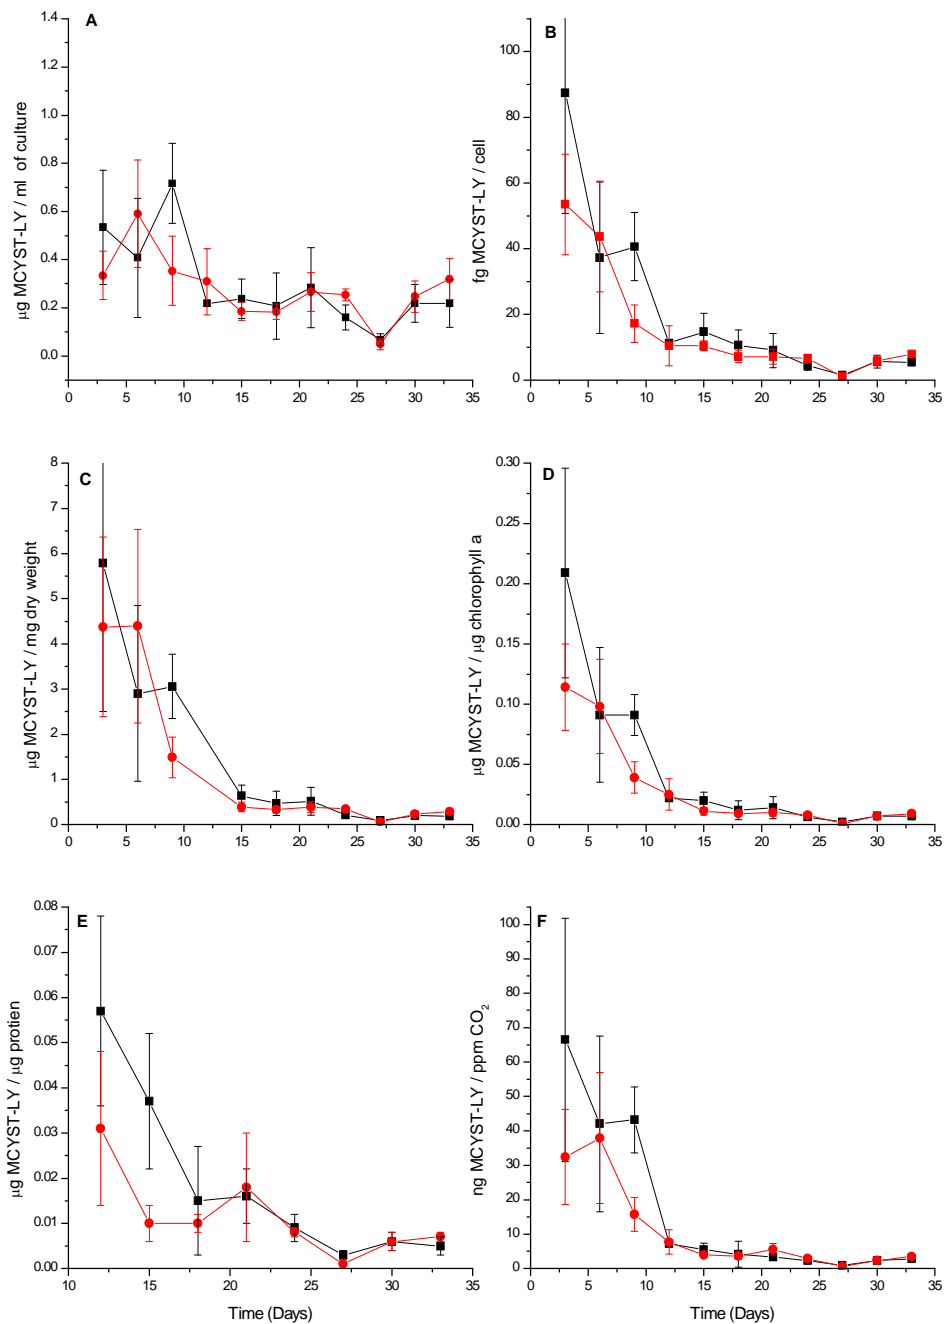 A
1.4
1.2
1.0
0.8
0.6
0.4
0.2
0.0
0 5 10 15 20 25 30 35
µg MCYST-LY / ml of culture
B
100
80
60
40
20
0
0 5 10 15 20 25 30 35
fg MCYST-LY / cell
C
8
7
6
5
4
3
2
1
0
0 5 10 15 20 25 30 35
µg MCYST-LY / mg dry weight
D
0.30
0.25
0.20
0.15
0.10
0.05
0.00
0 5 10 15 20 25 30 35
µg MCYST-LY / µg chlorophyll a
E
0.08
0.07
0.06
0.05
0.04
0.03
0.02
0.01
0.00
10 15 20 25 30 35
µg MCYST-LY / µg protien
Time (Days)
F
100
90
80
70
60
50
40
30
20
10
0
0 5 10 15 20 25 30 35
ng MCYST-LY / ppm CO₂
Time (Days)